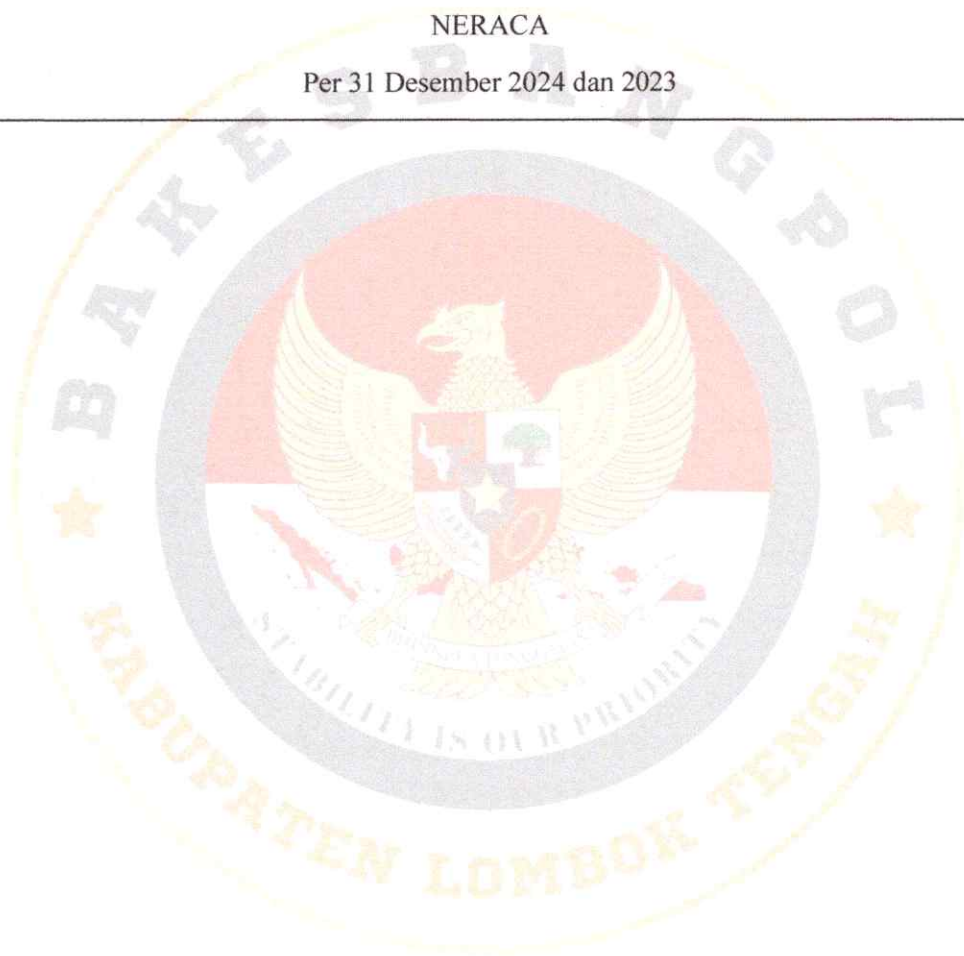 NERACA
Per 31 Desember 2024 dan 2023
BAKESBANGPOL
STABILITY IS OUR PRIORITY
KABUPATEN LOMBOK TENGAH